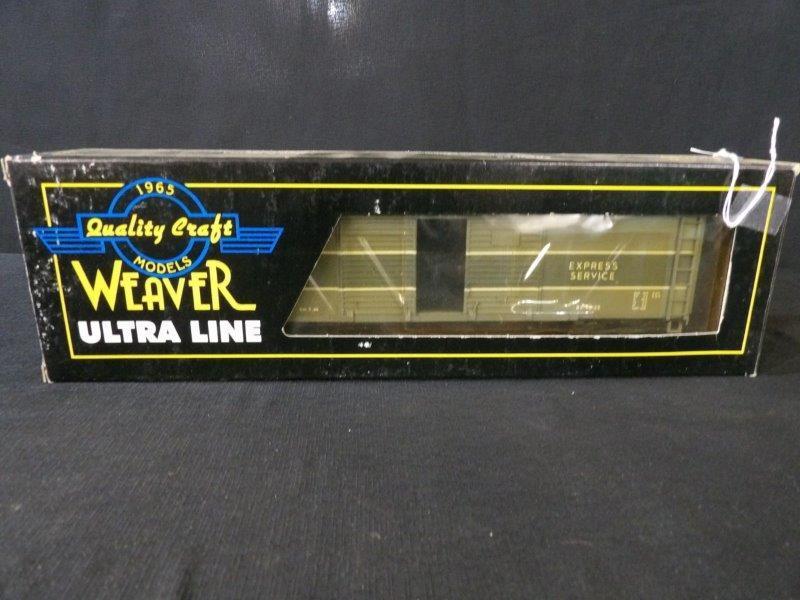 1965
Quality Craft
MODELS
WEAVER
ULTRA LINE
EXPRESS
SERVICE